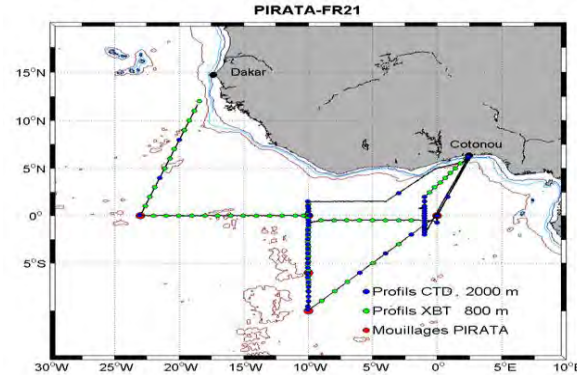 PIRATA-FR21
15°N
Dakar
10°N
Cotonou
5°N
0°
5°S
Profils CTD, 2000 m
Profils XBT 800 m
Mouillages PIRATA
30°W 25°W 20°W 15°W 10°W 5°W 0° 5°E 10°E